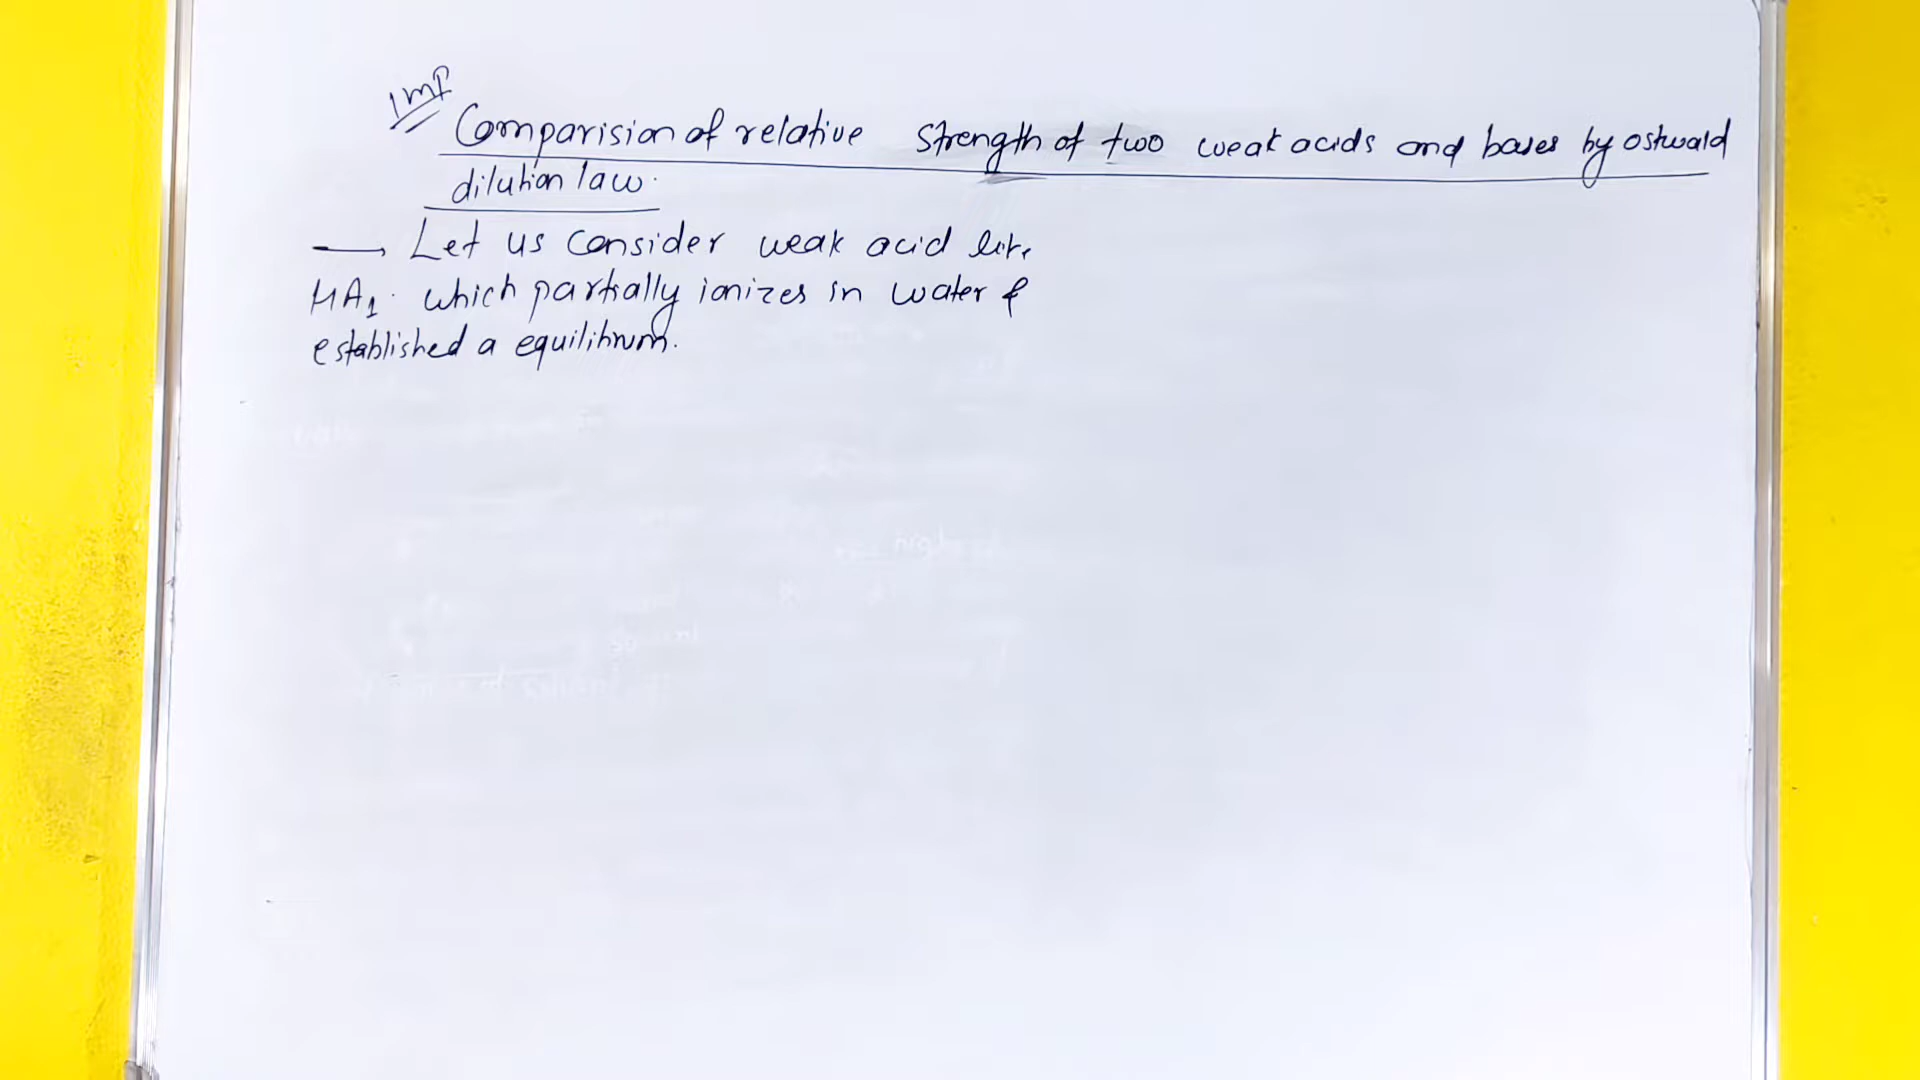 Imp
Comparision of relative strength of two weak acids and bases by ostwald
dilution law.
Let us consider weak acid like
HA1. which partially ionizes in water &
established a equilibrium.